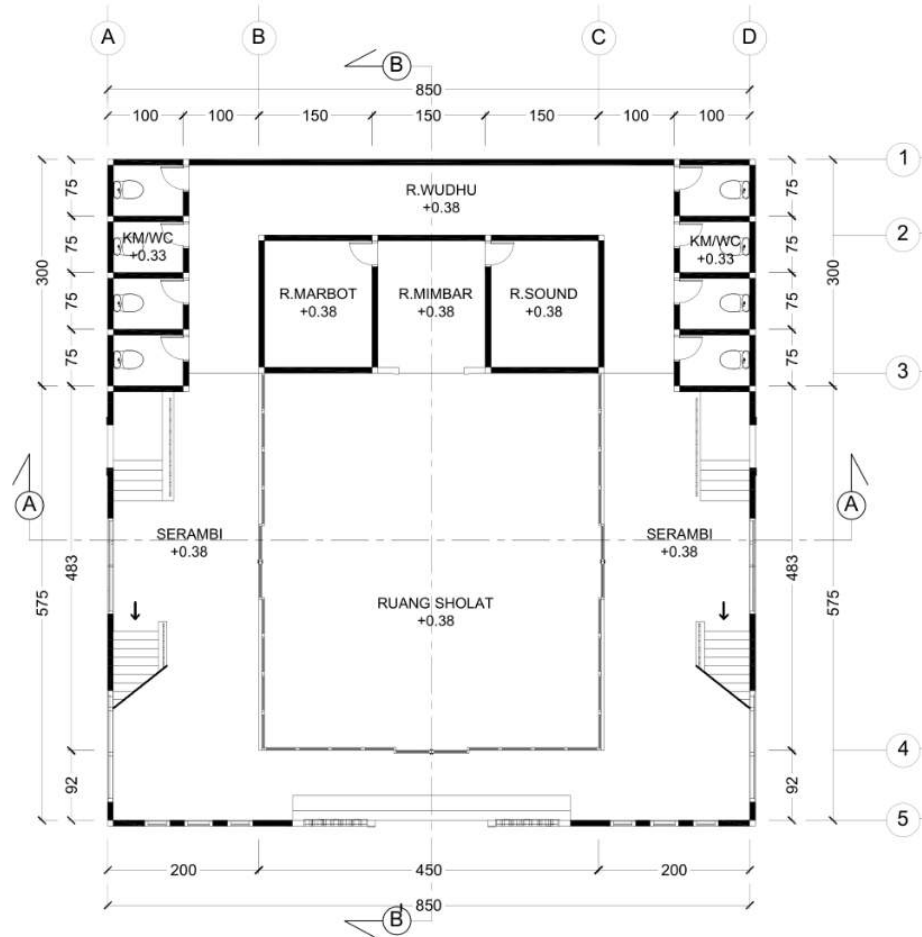 A
B
C
D
B
850
100
100
150
150
150
100
100
1
75
75
R.WUDHU
+0.38
2
KM/WC
+0.33
KM/WC
+0.33
75
75
300
300
R.MARBOT
+0.38
R.MIMBAR
+0.38
R.SOUND
+0.38
75
75
75
75
3
A
A
SERAMBI
+0.38
SERAMBI
+0.38
483
483
575
575
RUANG SHOLAT
+0.38
4
92
92
5
200
450
200
850
B